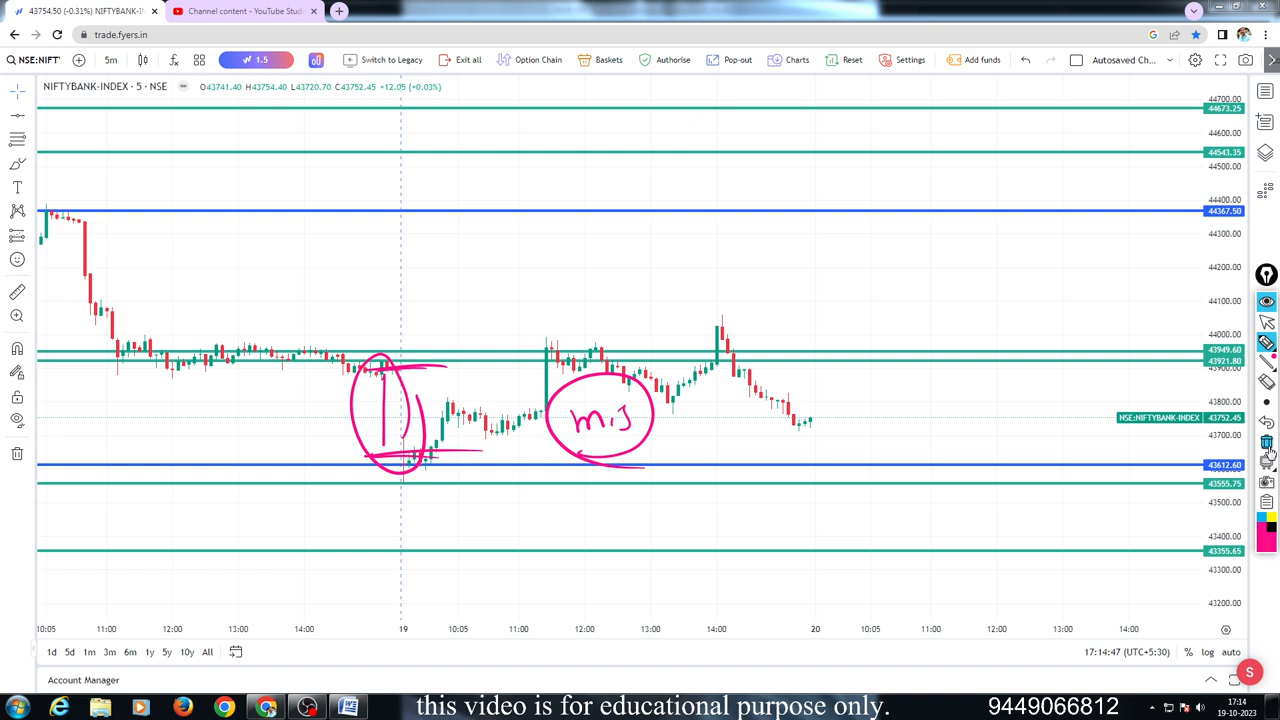 43754.50 (-0.31%) NIFTYBANK-IN
Channel content - YouTube Stud
trade.fyers.in
NSE:NIFT
5m
1.5
Switch to Legacy
Exit all
Option Chain
Baskets
Authorise
Pop-out
Charts
Reset
Settings
Add funds
Autosaved Ch...
NIFTYBANK-INDEX · 5 · NSE
O43741.40 H43754.40 L43720.70 C43752.45 +12.05 (+0.03%)
44700.00
44673.25
44600.00
44543.35
44500.00
44400.00
44367.50
44300.00
44200.00
44100.00
44000.00
43949.60
43921.80
43900.00
43800.00
NSE:NIFTYBANK-INDEX 43752.45
43700.00
43612.60
43555.75
43500.00
43400.00
43355.65
43300.00
43200.00
10:05 11:00 12:00 13:00 14:00 19 10:05 11:00 12:00 13:00 14:00 20 10:05 11:00 12:00 13:00 14:00
1d 5d 1m 3m 6m 1y 5y 10y All
17:14:47 (UTC+5:30) % log auto
Account Manager
S
this video is for educational purpose only.
9449066812
17:14
19-10-2023